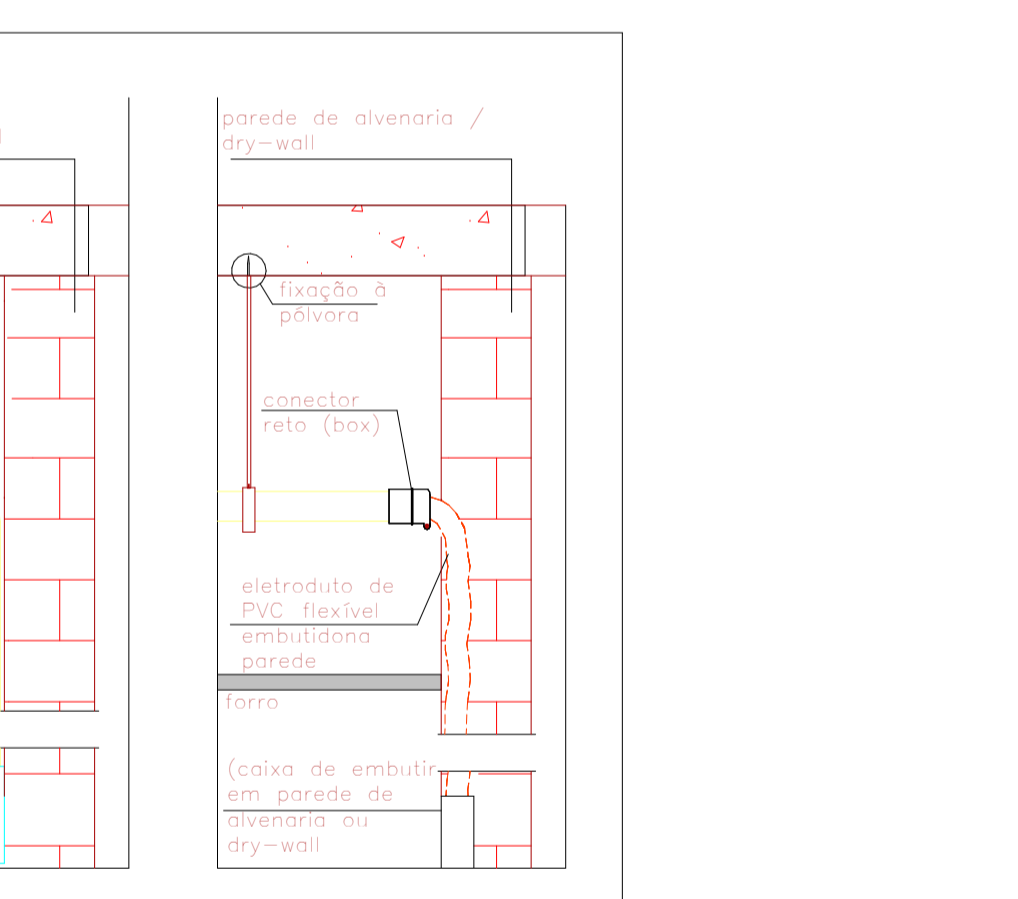 parede de alvenaria /
dry-wall
fixação à
pólvora
conector
reto (box)
eletroduto de
PVC flexível
embutidona
parede
forro
(caixa de embutir
em parede de
alvenaria ou
dry-wall